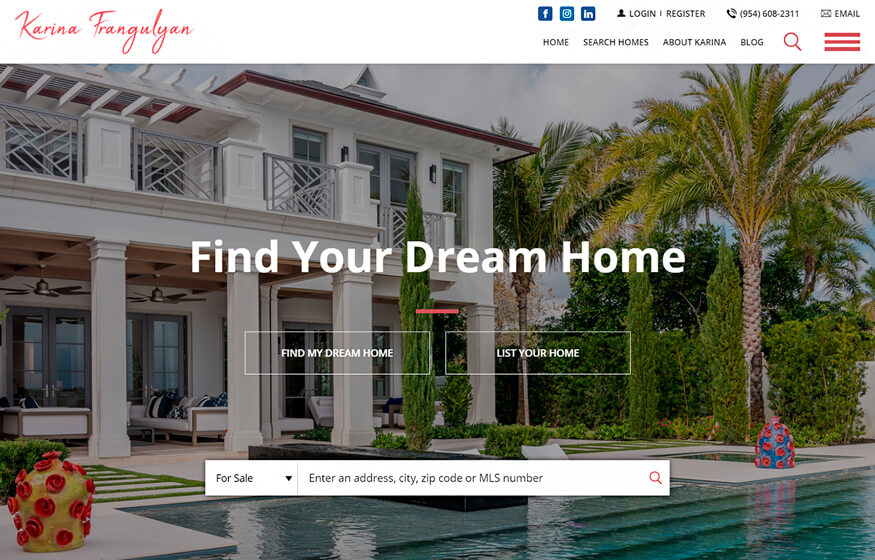 Karina Frangulyan
LOGIN | REGISTER
(954) 608-2311
EMAIL
HOME
SEARCH HOMES
ABOUT KARINA
BLOG
Find Your Dream Home
FIND MY DREAM HOME
LIST YOUR HOME
For Sale
Enter an address, city, zip code or MLS number